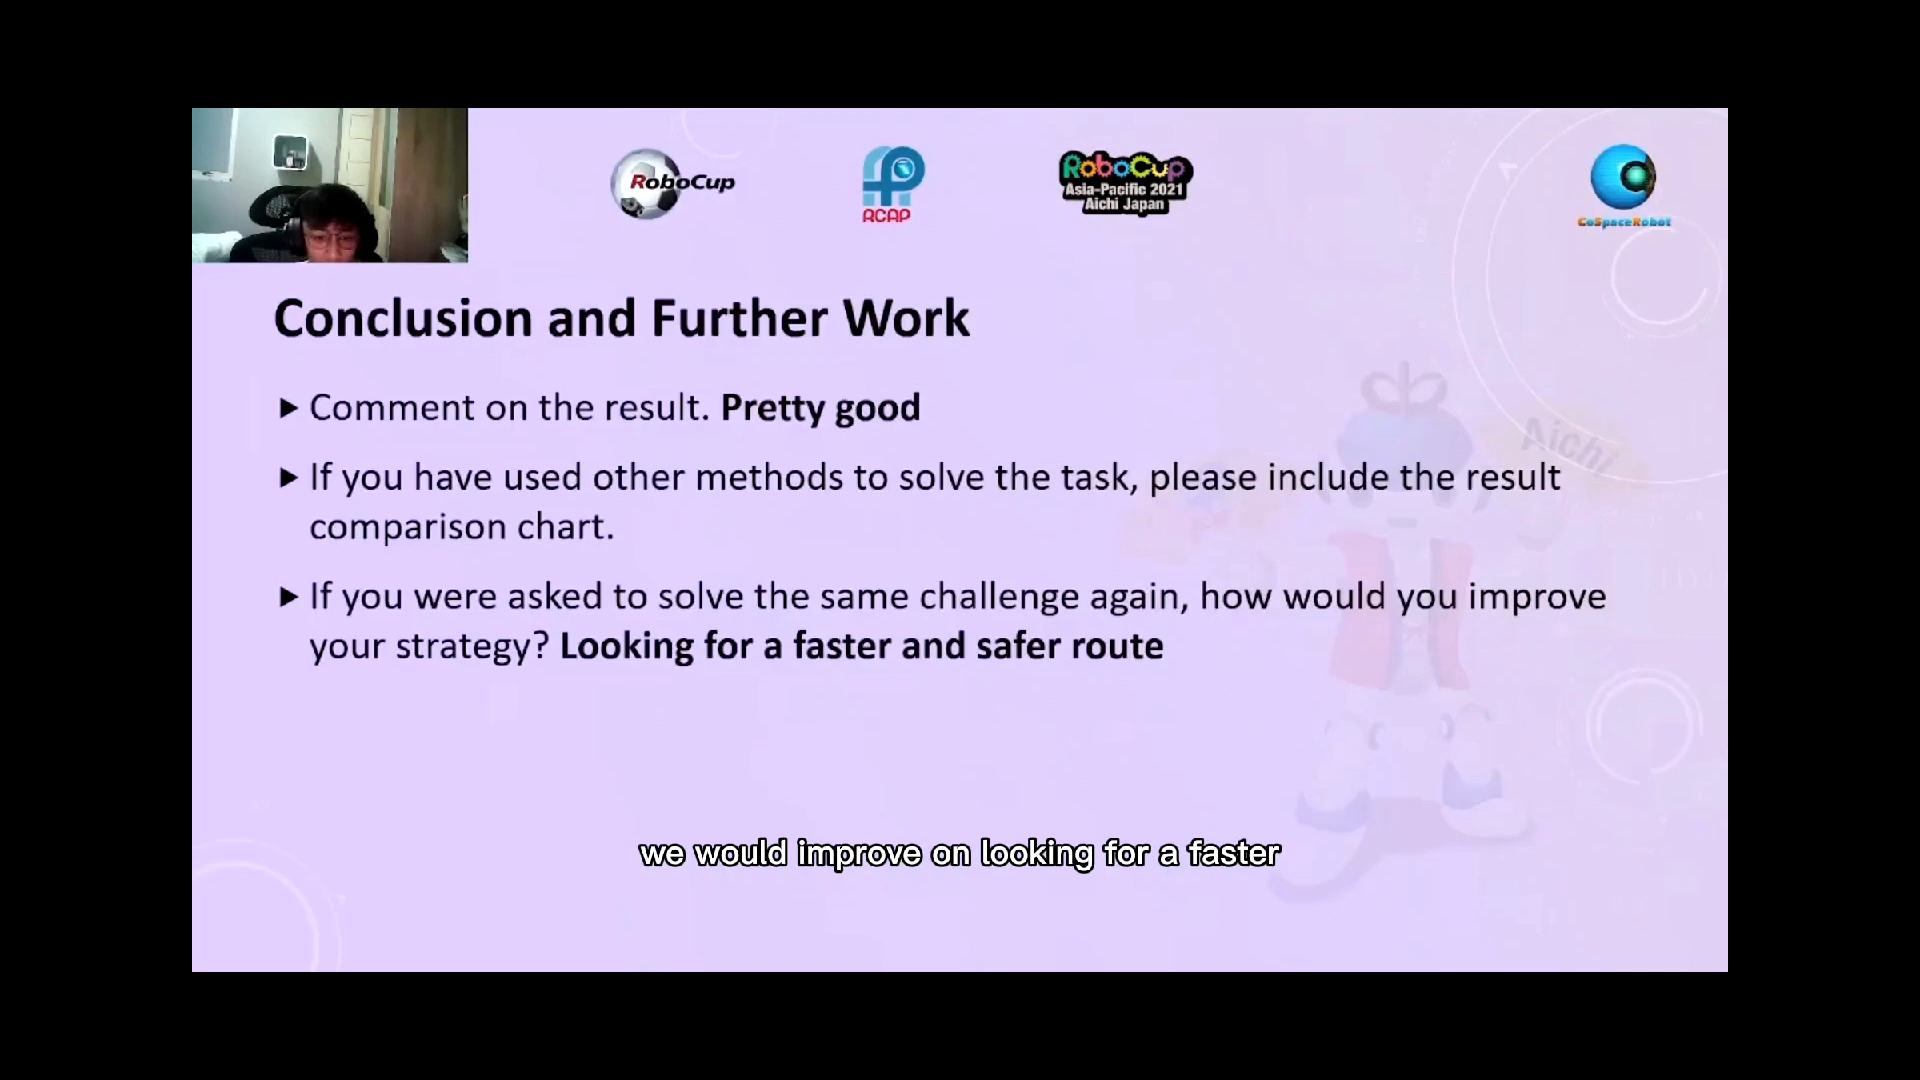 RoboCup
RCAP
RoboCup
Asia-Pacific 2021
Aichi Japan
CoSpaceRobot
Conclusion and Further Work
Comment on the result. Pretty good
If you have used other methods to solve the task, please include the result
comparison chart.
If you were asked to solve the same challenge again, how would you improve
your strategy? Looking for a faster and safer route
Aichi
we would improve on looking for a faster